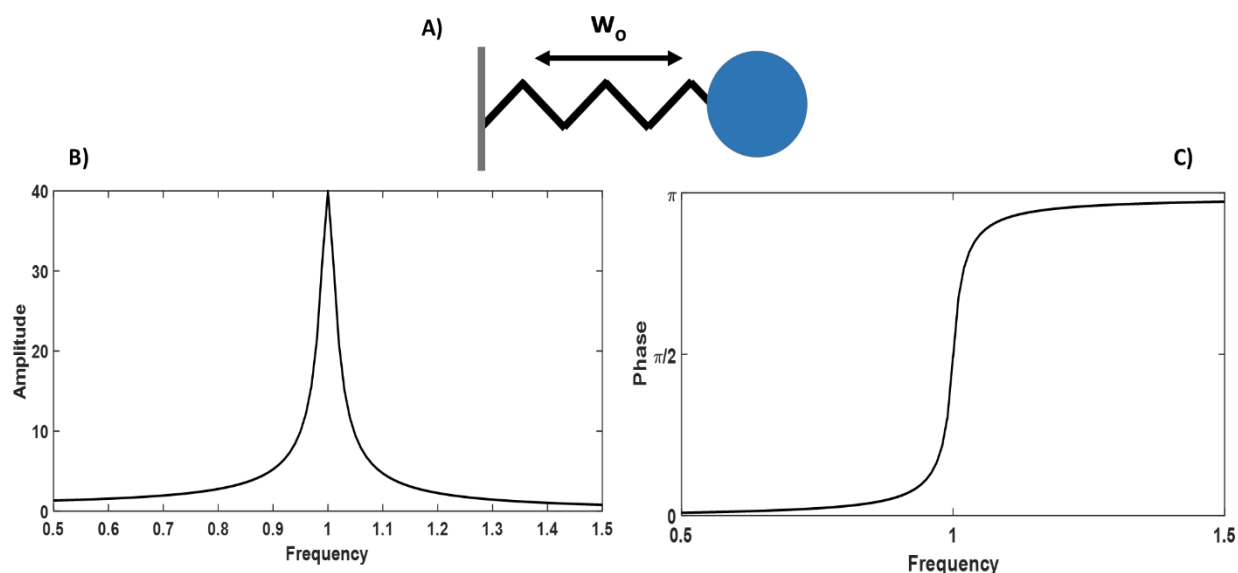 A)
Wo
B)
C)
40
30
20
10
0
Amplitude
0.5 0.6 0.7 0.8 0.9 1 1.1 1.2 1.3 1.4 1.5
Frequency
π
π/2
0
Phase
0.5 1 1.5
Frequency